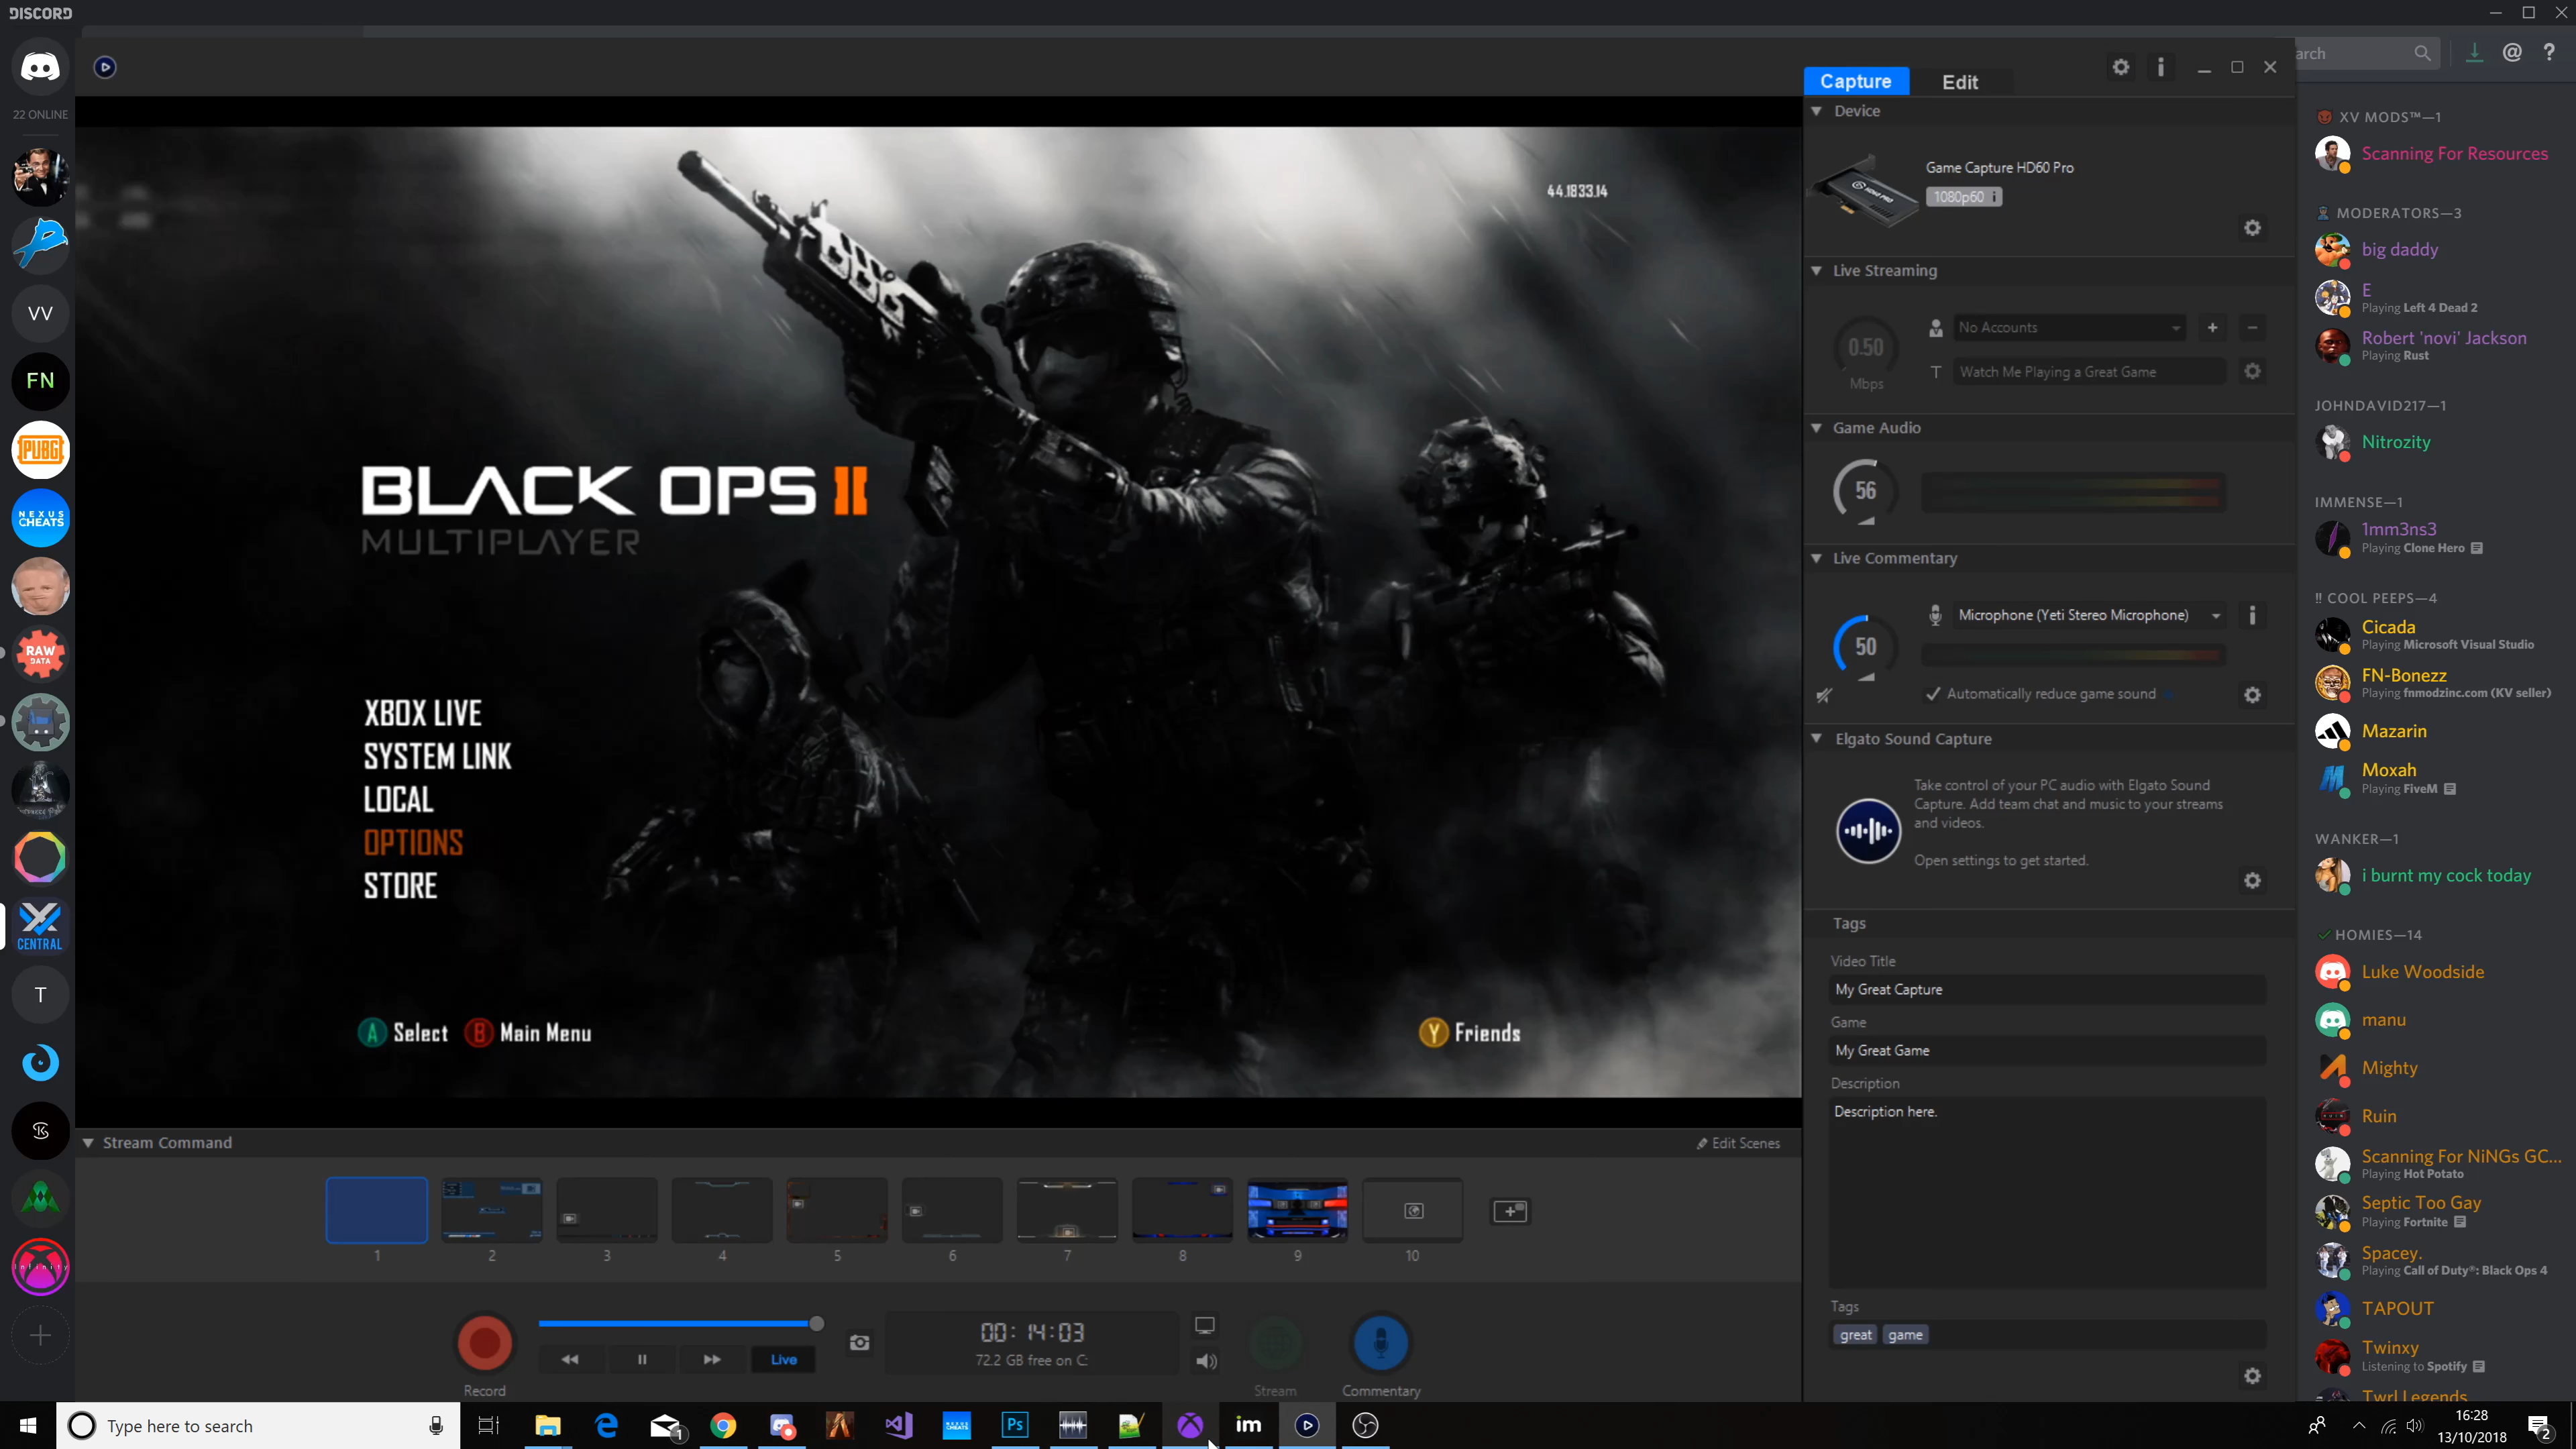 DISCORD
22 ONLINE
VV
FN
PUBG
NEXUS
CHEATS
RAW
DATA
CENTRAL
T
Infinity
arch
@
?
Capture
Edit
Device
Game Capture HD60 Pro
1080p60 i
Live Streaming
0.50
Mbps
No Accounts
T Watch Me Playing a Great Game
Game Audio
56
Live Commentary
Microphone (Yeti Stereo Microphone)
50
Automatically reduce game sound
Elgato Sound Capture
Take control of your PC audio with Elgato Sound
Capture. Add team chat and music to your streams
and videos.
Open settings to get started.
Tags
Video Title
My Great Capture
Game
My Great Game
Description
Description here.
Tags
great game
44.1833.14
BLACK OPS II
MULTIPLAYER
XBOX LIVE
SYSTEM LINK
LOCAL
OPTIONS
STORE
A Select B Main Menu
Y Friends
Stream Command
Edit Scenes
1 2 3 4 5 6 7 8 9 10
Record
Live
00:14:03
72.2 GB free on C:
Stream
Commentary
XV MODS™—1
Scanning For Resources
MODERATORS—3
big daddy
E
Playing Left 4 Dead 2
Robert 'novi' Jackson
Playing Rust
JOHNDAVID217—1
Nitrozity
IMMENSE—1
1mm3ns3
Playing Clone Hero
!! COOL PEEPS—4
Cicada
Playing Microsoft Visual Studio
FN-Bonezz
Playing fnmodzinc.com (KV seller)
Mazarin
Moxah
Playing FiveM
WANKER—1
i burnt my cock today
HOMIES—14
Luke Woodside
manu
Mighty
Ruin
Scanning For NiNGs GC...
Playing Hot Potato
Septic Too Gay
Playing Fortnite
Spacey.
Playing Call of Duty®: Black Ops 4
TAPOUT
Twinxy
Listening to Spotify
Twrl Legends
Type here to search
1
NEXUS
CHEATS
Ps
im
16:28
13/10/2018
2